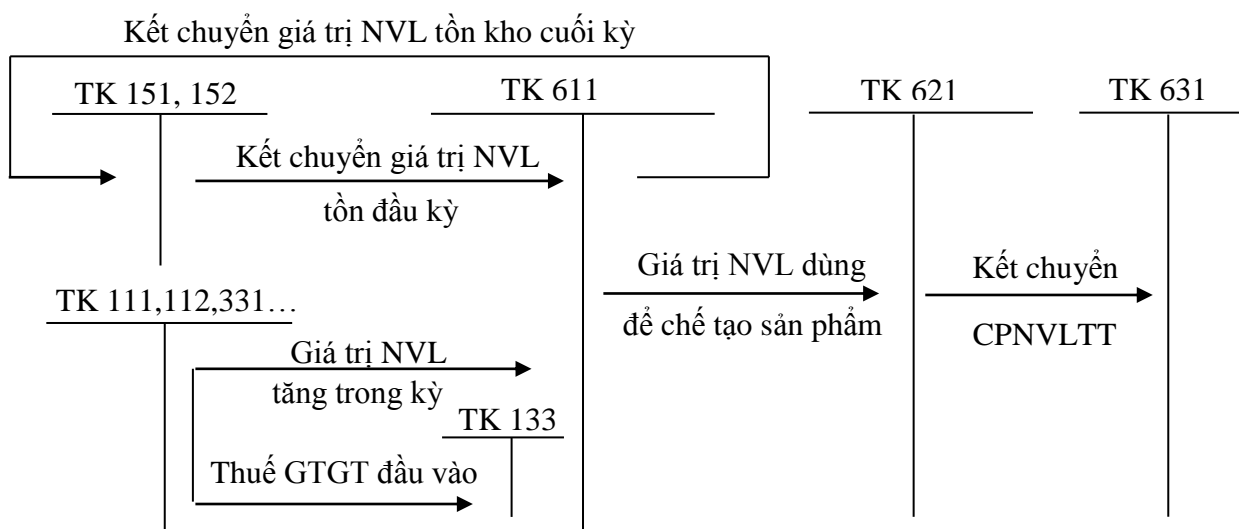 Kết chuyển giá trị NVL tồn kho cuối kỳ
TK 151, 152
TK 611
TK 621
TK 631
Kết chuyển giá trị NVL
tồn đầu kỳ
Giá trị NVL dùng
để chế tạo sản phẩm
Kết chuyển
CPNVLTT
TK 111,112,331…
Giá trị NVL
tăng trong kỳ
TK 133
Thuế GTGT đầu vào